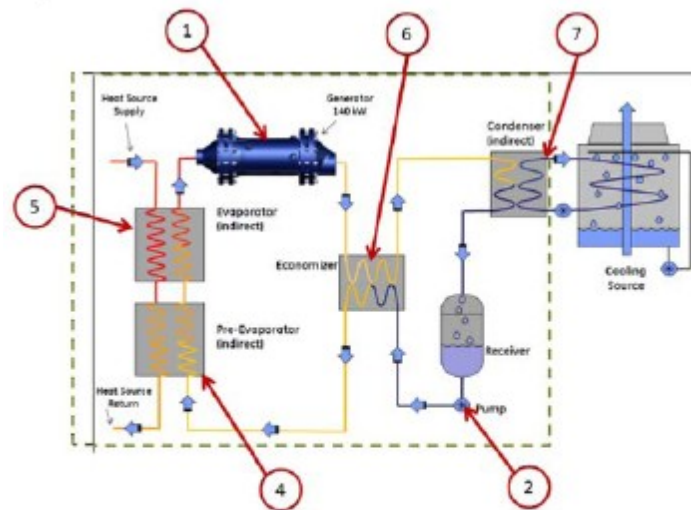 1
6
7
Heat Source
Supply
Generator
140 kW
Condenser
(indirect)
5
Evaporator
(indirect)
Economizer
Cooling
Source
Pre-Evaporator
(indirect)
Receiver
Heat Source
Return
Pump
4
2